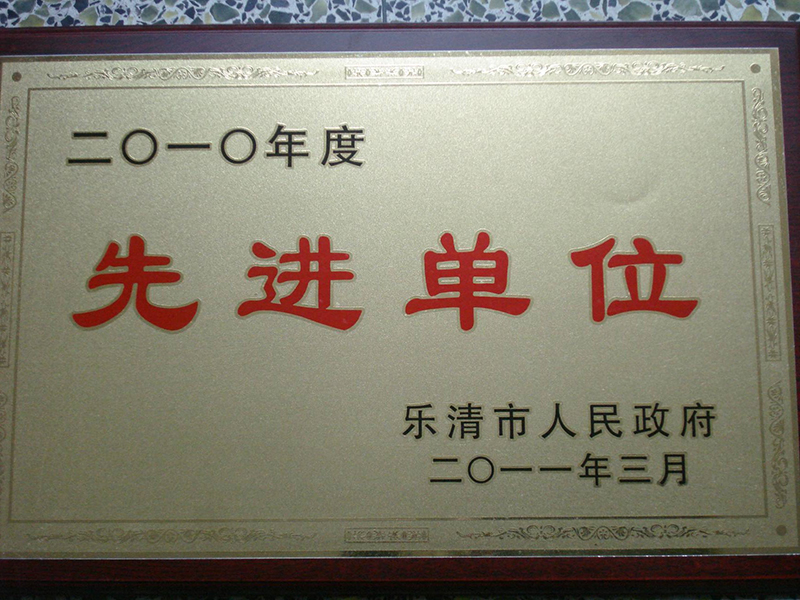 二〇一〇年度
先进单位
乐清市人民政府
二〇一一年三月